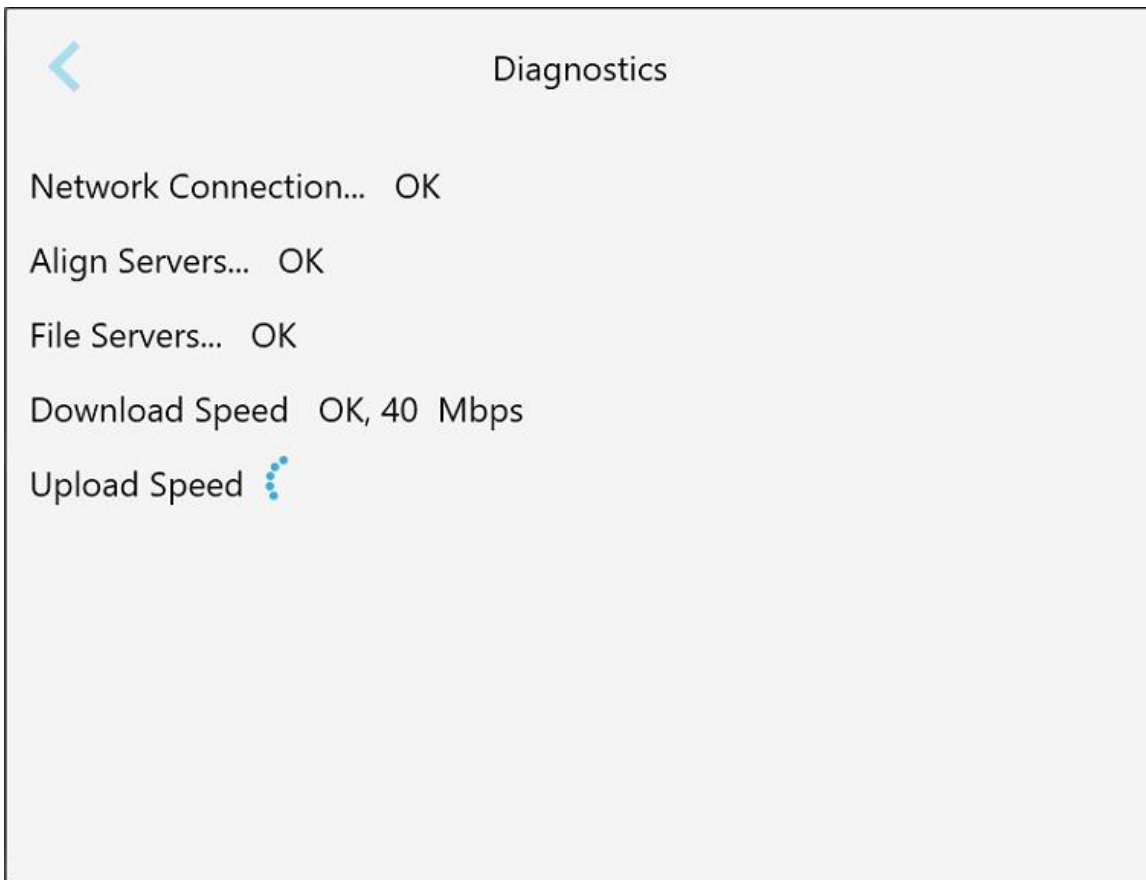 Diagnostics
Network Connection... OK
Align Servers... OK
File Servers... OK
Download Speed OK, 40 Mbps
Upload Speed